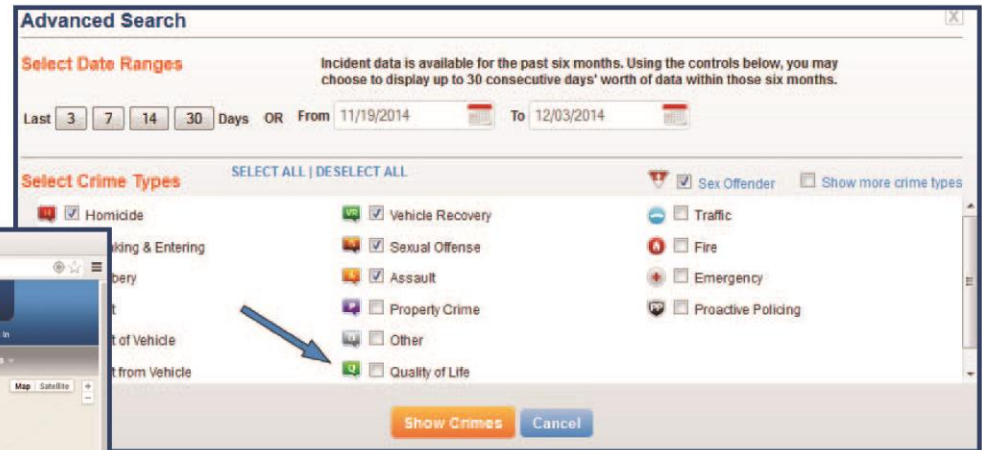 Advanced Search
X
Select Date Ranges
Incident data is available for the past six months. Using the controls below, you may
choose to display up to 30 consecutive days' worth of data within those six months.
Last 3 7 14 30 Days OR From 11/19/2014 To 12/03/2014
Select Crime Types SELECT ALL | DESELECT ALL Sex Offender Show more crime types
H Homicide VR Vehicle Recovery Traffic
aking & Entering Sexual Offense Fire
bery Assault Emergency
t P Property Crime PP Proactive Policing
t of Vehicle Other
t from Vehicle Q Quality of Life
Map Satellite + −
Show Crimes Cancel